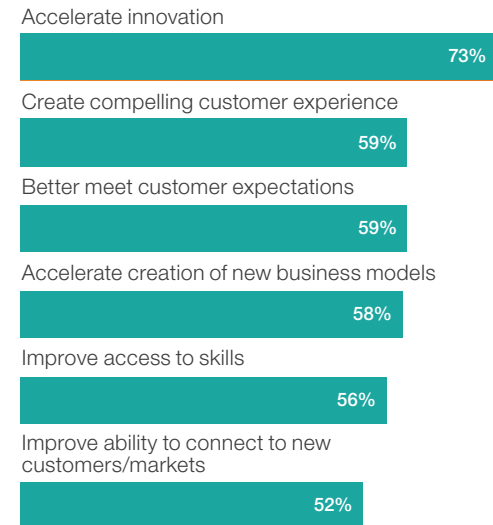 Accelerate innovation
73%
Create compelling customer experience
59%
Better meet customer expectations
59%
Accelerate creation of new business models
58%
Improve access to skills
56%
Improve ability to connect to new
customers/markets
52%